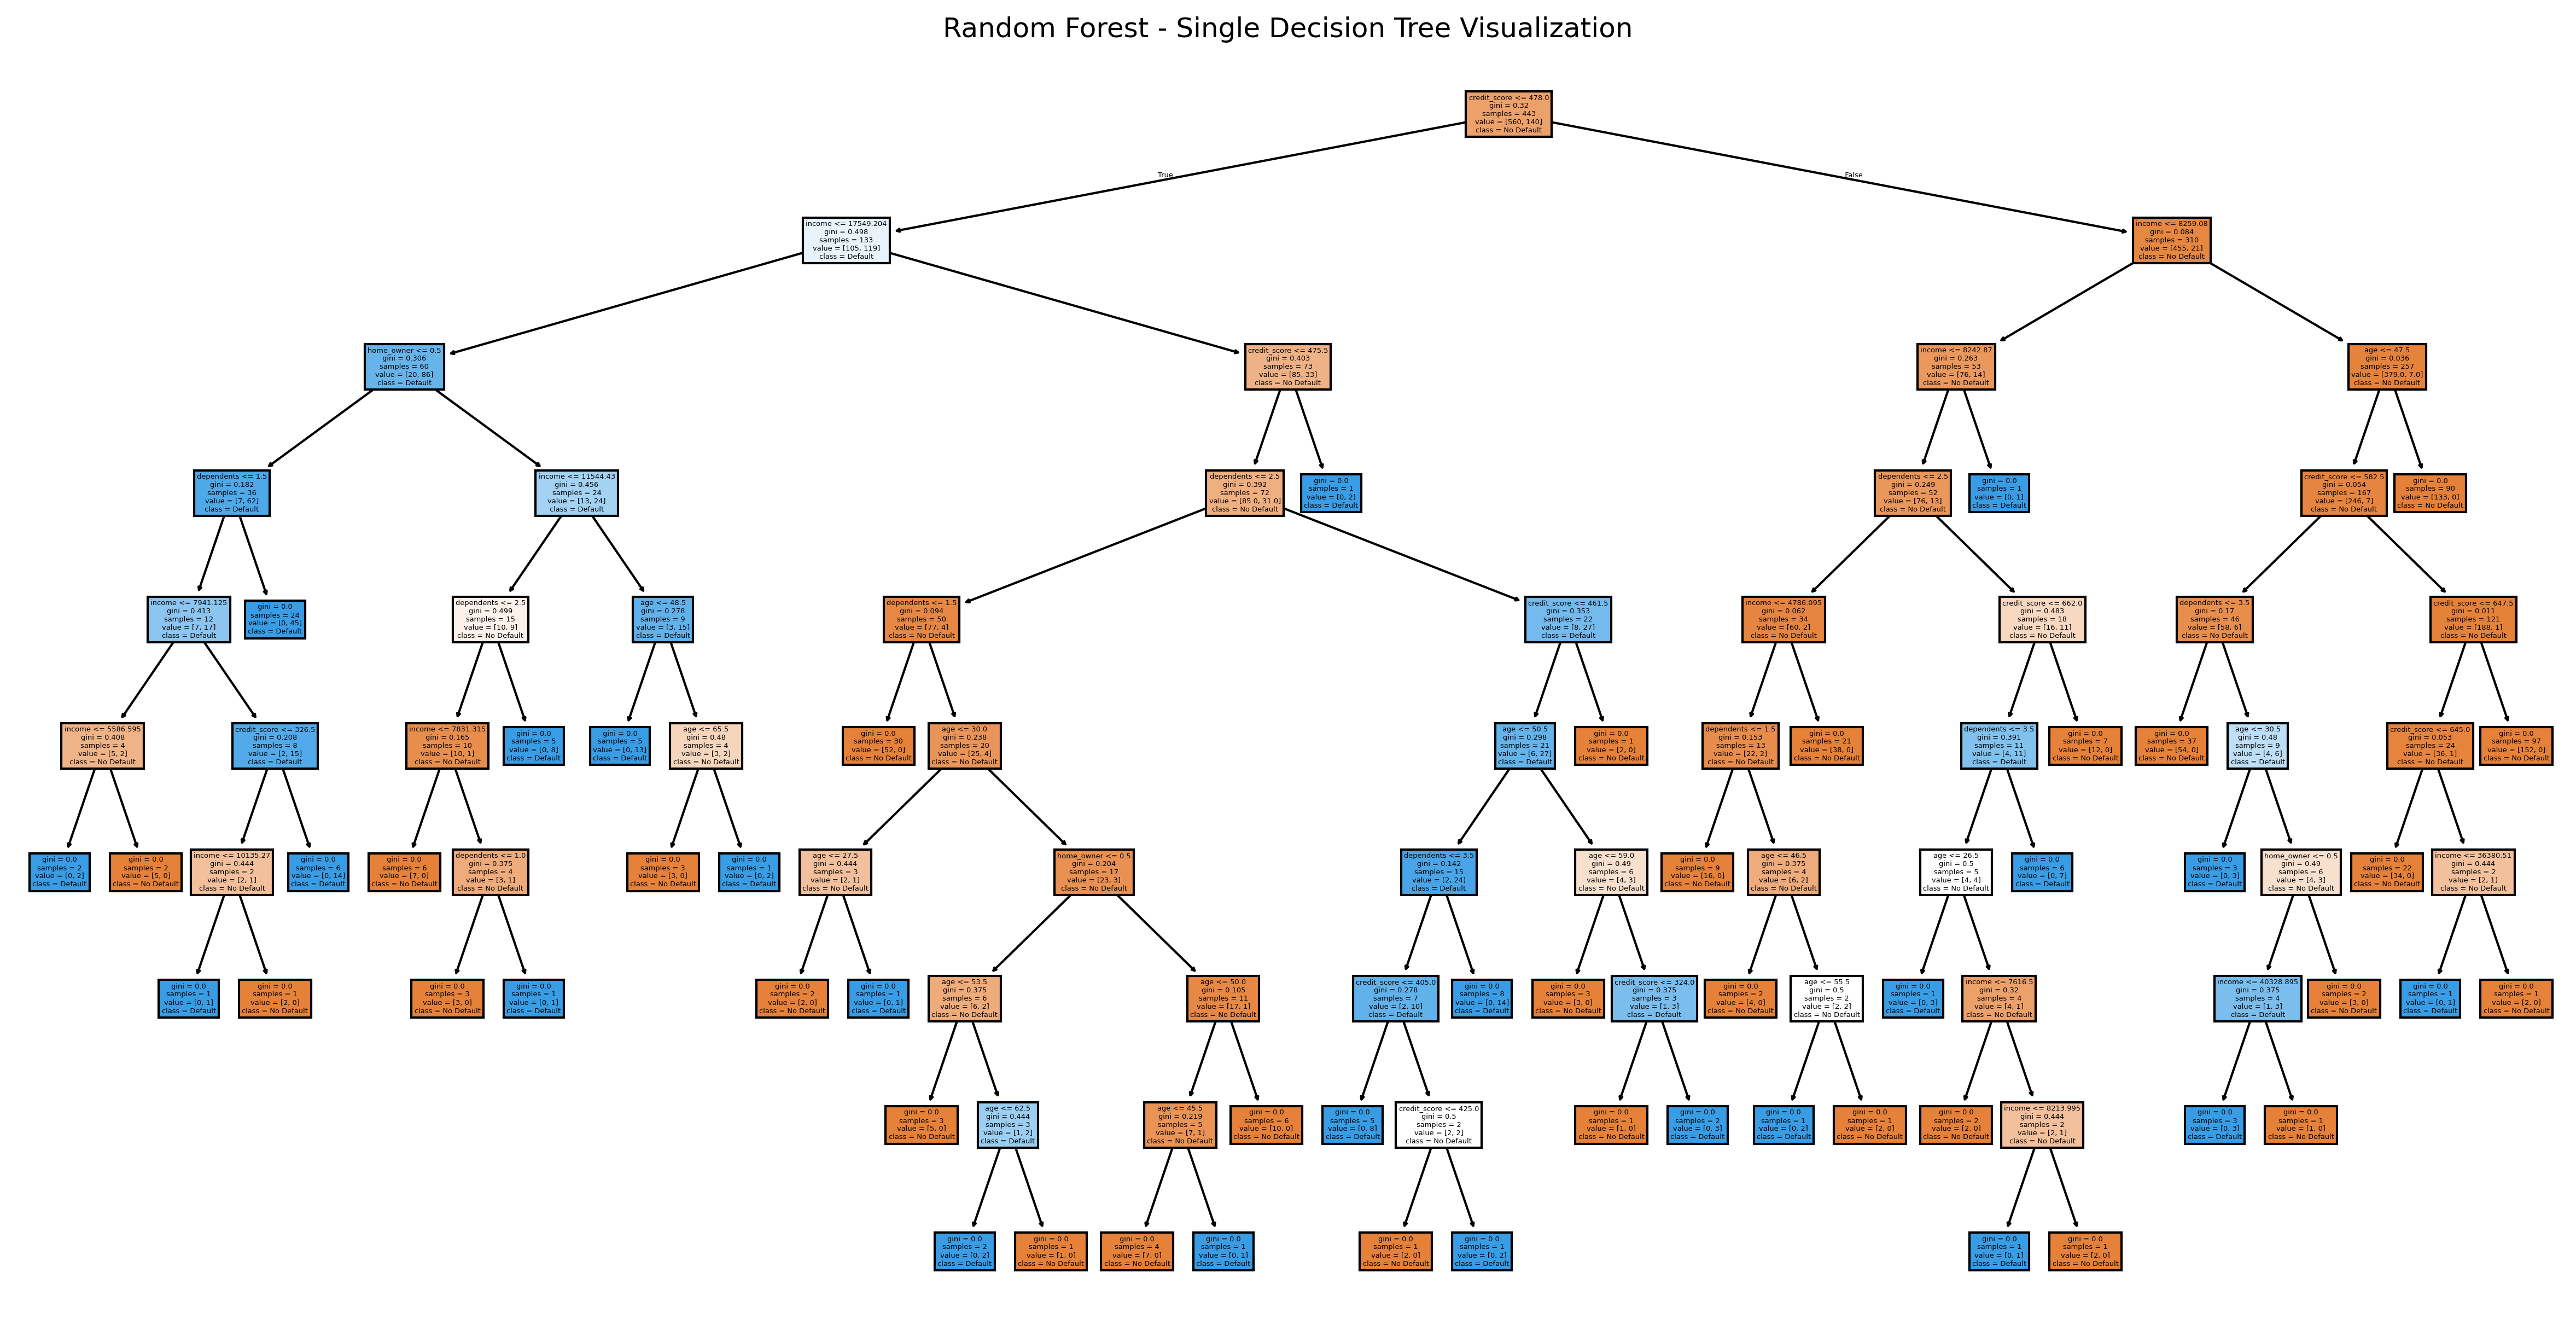 Random Forest - Single Decision Tree Visualization
credit_score <= 478.0
gini = 0.32
samples = 443
value = [560, 140]
class = No Default
True
False
income <= 17549.204
gini = 0.498
samples = 133
value = [105, 119]
class = Default
income <= 8259.08
gini = 0.084
samples = 310
value = [455, 21]
class = No Default
home_owner <= 0.5
gini = 0.306
samples = 60
value = [20, 86]
class = Default
credit_score <= 475.5
gini = 0.403
samples = 73
value = [85, 33]
class = No Default
income <= 8242.87
gini = 0.263
samples = 53
value = [76, 14]
class = No Default
age <= 47.5
gini = 0.036
samples = 257
value = [379.0, 7.0]
class = No Default
dependents <= 1.5
gini = 0.182
samples = 36
value = [7, 62]
class = Default
income <= 11544.43
gini = 0.456
samples = 24
value = [13, 24]
class = Default
dependents <= 2.5
gini = 0.392
samples = 72
value = [85.0, 31.0]
class = No Default
gini = 0.0
samples = 1
value = [0, 2]
class = Default
dependents <= 2.5
gini = 0.249
samples = 52
value = [76, 13]
class = No Default
gini = 0.0
samples = 1
value = [0, 1]
class = Default
credit_score <= 582.5
gini = 0.054
samples = 167
value = [246, 7]
class = No Default
gini = 0.0
samples = 90
value = [133, 0]
class = No Default
income <= 7941.125
gini = 0.413
samples = 12
value = [7, 17]
class = Default
gini = 0.0
samples = 24
value = [0, 45]
class = Default
dependents <= 2.5
gini = 0.499
samples = 15
value = [10, 9]
class = No Default
age <= 48.5
gini = 0.278
samples = 9
value = [3, 15]
class = Default
dependents <= 1.5
gini = 0.094
samples = 50
value = [77, 4]
class = No Default
credit_score <= 461.5
gini = 0.353
samples = 22
value = [8, 27]
class = Default
income <= 4786.095
gini = 0.062
samples = 34
value = [60, 2]
class = No Default
credit_score <= 662.0
gini = 0.483
samples = 18
value = [16, 11]
class = No Default
dependents <= 3.5
gini = 0.17
samples = 46
value = [58, 6]
class = No Default
credit_score <= 647.5
gini = 0.011
samples = 121
value = [188, 1]
class = No Default
income <= 5586.595
gini = 0.408
samples = 4
value = [5, 2]
class = No Default
credit_score <= 326.5
gini = 0.208
samples = 8
value = [2, 15]
class = Default
income <= 7831.315
gini = 0.165
samples = 10
value = [10, 1]
class = No Default
gini = 0.0
samples = 5
value = [0, 8]
class = Default
gini = 0.0
samples = 5
value = [0, 13]
class = Default
age <= 65.5
gini = 0.48
samples = 4
value = [3, 2]
class = No Default
gini = 0.0
samples = 30
value = [52, 0]
class = No Default
age <= 30.0
gini = 0.238
samples = 20
value = [25, 4]
class = No Default
age <= 50.5
gini = 0.298
samples = 21
value = [6, 27]
class = Default
gini = 0.0
samples = 1
value = [2, 0]
class = No Default
dependents <= 1.5
gini = 0.153
samples = 13
value = [22, 2]
class = No Default
gini = 0.0
samples = 21
value = [38, 0]
class = No Default
dependents <= 3.5
gini = 0.391
samples = 11
value = [4, 11]
class = Default
gini = 0.0
samples = 7
value = [12, 0]
class = No Default
gini = 0.0
samples = 37
value = [54, 0]
class = No Default
age <= 30.5
gini = 0.48
samples = 9
value = [4, 6]
class = Default
credit_score <= 645.0
gini = 0.053
samples = 24
value = [36, 1]
class = No Default
gini = 0.0
samples = 97
value = [152, 0]
class = No Default
gini = 0.0
samples = 2
value = [0, 2]
class = Default
gini = 0.0
samples = 2
value = [5, 0]
class = No Default
income <= 10135.27
gini = 0.444
samples = 2
value = [2, 1]
class = No Default
gini = 0.0
samples = 6
value = [0, 14]
class = Default
gini = 0.0
samples = 6
value = [7, 0]
class = No Default
dependents <= 1.0
gini = 0.375
samples = 4
value = [3, 1]
class = No Default
gini = 0.0
samples = 3
value = [3, 0]
class = No Default
gini = 0.0
samples = 1
value = [0, 2]
class = Default
age <= 27.5
gini = 0.444
samples = 3
value = [2, 1]
class = No Default
home_owner <= 0.5
gini = 0.204
samples = 17
value = [23, 3]
class = No Default
dependents <= 3.5
gini = 0.142
samples = 15
value = [2, 24]
class = Default
age <= 59.0
gini = 0.49
samples = 6
value = [4, 3]
class = No Default
gini = 0.0
samples = 9
value = [16, 0]
class = No Default
age <= 46.5
gini = 0.375
samples = 4
value = [6, 2]
class = No Default
age <= 26.5
gini = 0.5
samples = 5
value = [4, 4]
class = No Default
gini = 0.0
samples = 6
value = [0, 7]
class = Default
gini = 0.0
samples = 3
value = [0, 3]
class = Default
home_owner <= 0.5
gini = 0.49
samples = 6
value = [4, 3]
class = No Default
gini = 0.0
samples = 22
value = [34, 0]
class = No Default
income <= 36380.51
gini = 0.444
samples = 2
value = [2, 1]
class = No Default
gini = 0.0
samples = 1
value = [0, 1]
class = Default
gini = 0.0
samples = 1
value = [2, 0]
class = No Default
gini = 0.0
samples = 3
value = [3, 0]
class = No Default
gini = 0.0
samples = 1
value = [0, 1]
class = Default
gini = 0.0
samples = 2
value = [2, 0]
class = No Default
gini = 0.0
samples = 1
value = [0, 1]
class = Default
age <= 53.5
gini = 0.375
samples = 6
value = [6, 2]
class = No Default
age <= 50.0
gini = 0.105
samples = 11
value = [17, 1]
class = No Default
credit_score <= 405.0
gini = 0.278
samples = 7
value = [2, 10]
class = Default
gini = 0.0
samples = 8
value = [0, 14]
class = Default
gini = 0.0
samples = 3
value = [3, 0]
class = No Default
credit_score <= 324.0
gini = 0.375
samples = 3
value = [1, 3]
class = Default
gini = 0.0
samples = 2
value = [4, 0]
class = No Default
age <= 55.5
gini = 0.5
samples = 2
value = [2, 2]
class = No Default
gini = 0.0
samples = 1
value = [0, 3]
class = Default
income <= 7616.5
gini = 0.32
samples = 4
value = [4, 1]
class = No Default
income <= 40328.895
gini = 0.375
samples = 4
value = [1, 3]
class = Default
gini = 0.0
samples = 2
value = [3, 0]
class = No Default
gini = 0.0
samples = 1
value = [0, 1]
class = Default
gini = 0.0
samples = 1
value = [2, 0]
class = No Default
gini = 0.0
samples = 3
value = [5, 0]
class = No Default
age <= 62.5
gini = 0.444
samples = 3
value = [1, 2]
class = Default
age <= 45.5
gini = 0.219
samples = 5
value = [7, 1]
class = No Default
gini = 0.0
samples = 6
value = [10, 0]
class = No Default
gini = 0.0
samples = 5
value = [0, 8]
class = Default
credit_score <= 425.0
gini = 0.5
samples = 2
value = [2, 2]
class = No Default
gini = 0.0
samples = 1
value = [1, 0]
class = No Default
gini = 0.0
samples = 2
value = [0, 3]
class = Default
gini = 0.0
samples = 1
value = [0, 2]
class = Default
gini = 0.0
samples = 1
value = [2, 0]
class = No Default
gini = 0.0
samples = 2
value = [2, 0]
class = No Default
income <= 8213.995
gini = 0.444
samples = 2
value = [2, 1]
class = No Default
gini = 0.0
samples = 3
value = [0, 3]
class = Default
gini = 0.0
samples = 1
value = [1, 0]
class = No Default
gini = 0.0
samples = 2
value = [0, 2]
class = Default
gini = 0.0
samples = 1
value = [1, 0]
class = No Default
gini = 0.0
samples = 4
value = [7, 0]
class = No Default
gini = 0.0
samples = 1
value = [0, 1]
class = Default
gini = 0.0
samples = 1
value = [2, 0]
class = No Default
gini = 0.0
samples = 1
value = [0, 2]
class = Default
gini = 0.0
samples = 1
value = [0, 1]
class = Default
gini = 0.0
samples = 1
value = [2, 0]
class = No Default